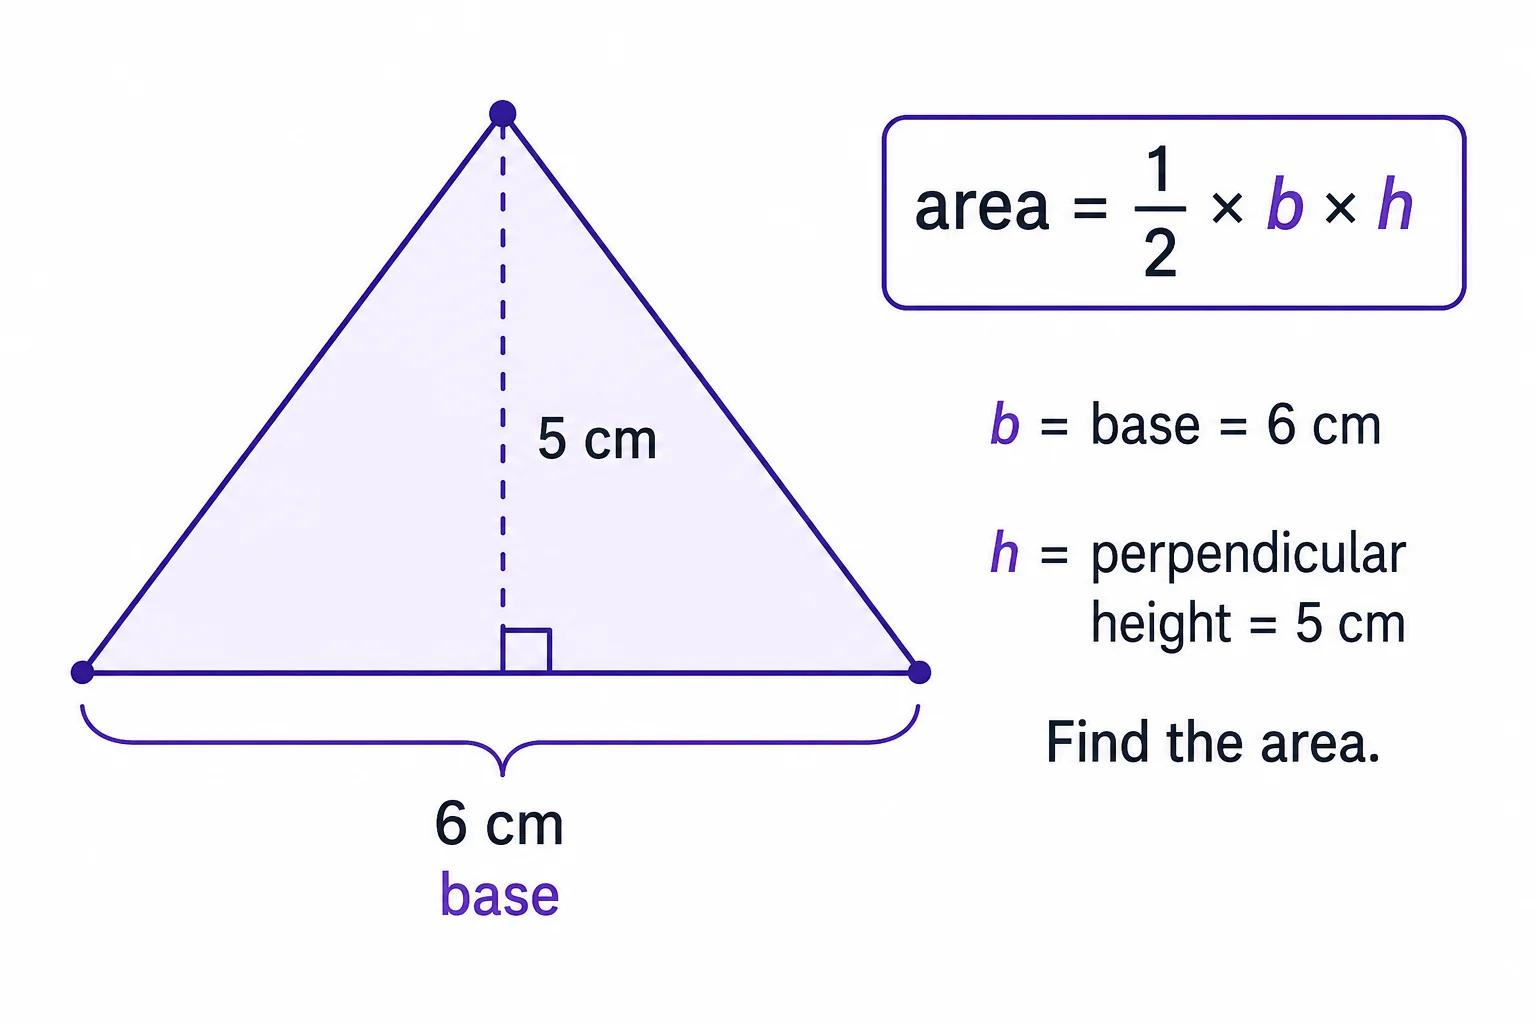 5 cm
6 cm
base
area = 1/2 × b × h
b = base = 6 cm
h = perpendicular
height = 5 cm
Find the area.